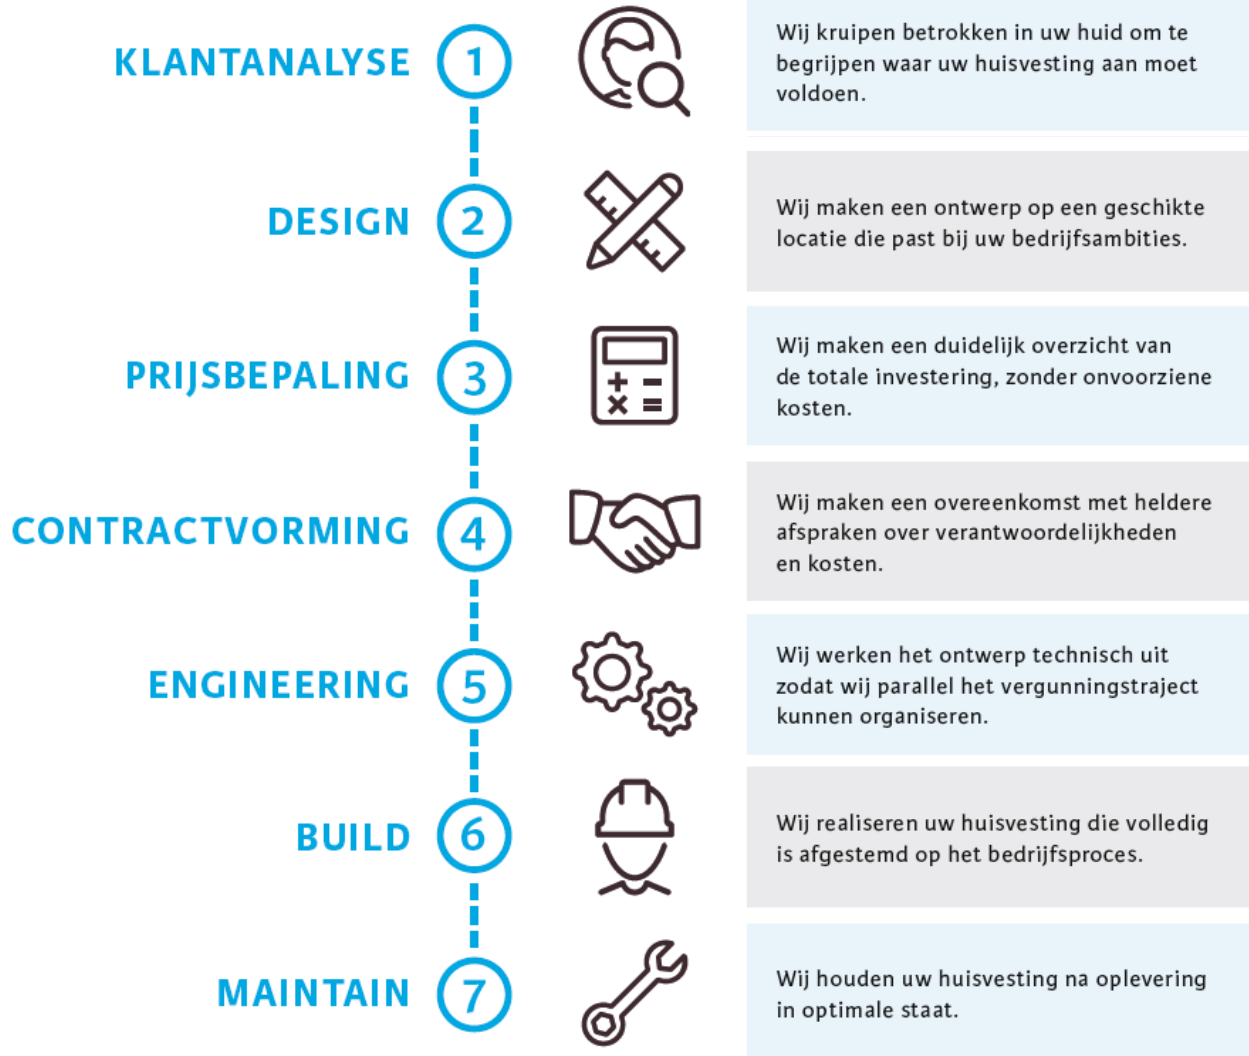 KLANTANALYSE
1
Wij kruipen betrokken in uw huid om te
begrijpen waar uw huisvesting aan moet
voldoen.
DESIGN
2
Wij maken een ontwerp op een geschikte
locatie die past bij uw bedrijfsambities.
PRIJSBEPALING
3
Wij maken een duidelijk overzicht van
de totale investering, zonder onvoorziene
kosten.
CONTRACTVORMING
4
Wij maken een overeenkomst met heldere
afspraken over verantwoordelijkheden
en kosten.
ENGINEERING
5
Wij werken het ontwerp technisch uit
zodat wij parallel het vergunningstraject
kunnen organiseren.
BUILD
6
Wij realiseren uw huisvesting die volledig
is afgestemd op het bedrijfsproces.
MAINTAIN
7
Wij houden uw huisvesting na oplevering
in optimale staat.